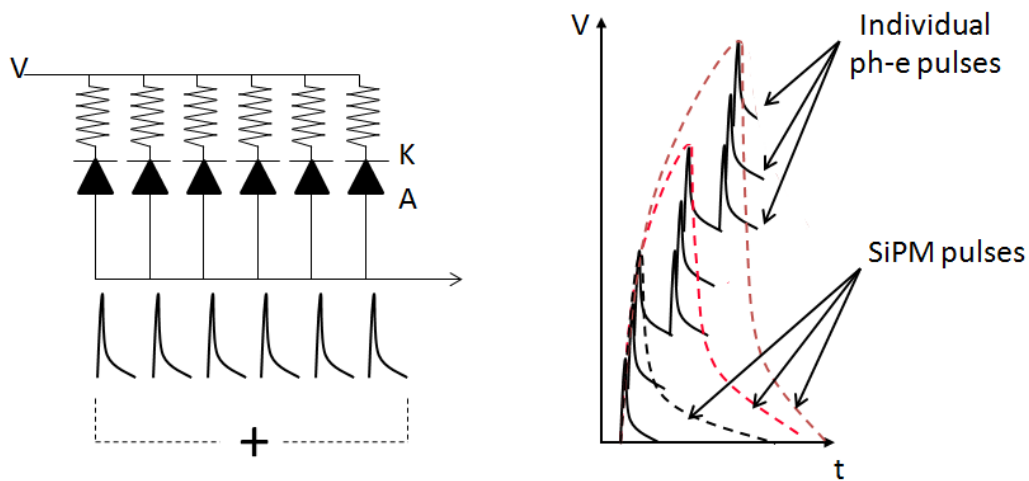 V
K
A
+
V
Individual
ph-e pulses
SiPM pulses
t